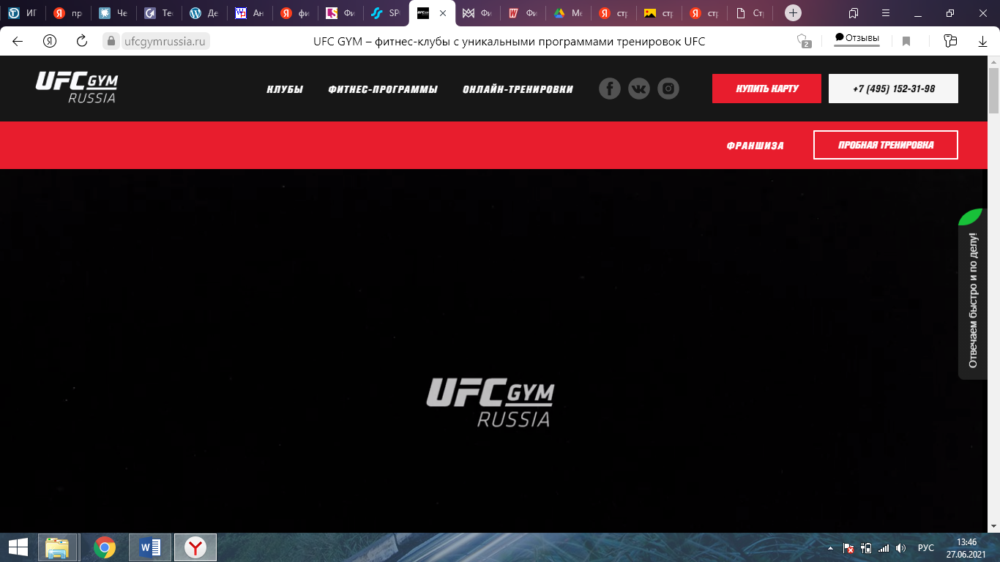 ИГ
пр
Че
Тес
Де
Ан
фи
Фи
SP
Фи
Фи
Ме
стр
стр
стр
Ст
ufcgymrussia.ru
UFC GYM – фитнес-клубы с уникальными программами тренировок UFC
2
Отзывы
UFC GYM
RUSSIA
КЛУБЫ
ФИТНЕС-ПРОГРАММЫ
ОНЛАЙН-ТРЕНИРОВКИ
КУПИТЬ КАРТУ
+7 (495) 152-31-98
ФРАНШИЗА
ПРОБНАЯ ТРЕНИРОВКА
Отвечаем быстро и по делу!
UFC GYM
RUSSIA
РУС
13:46
27.06.2021